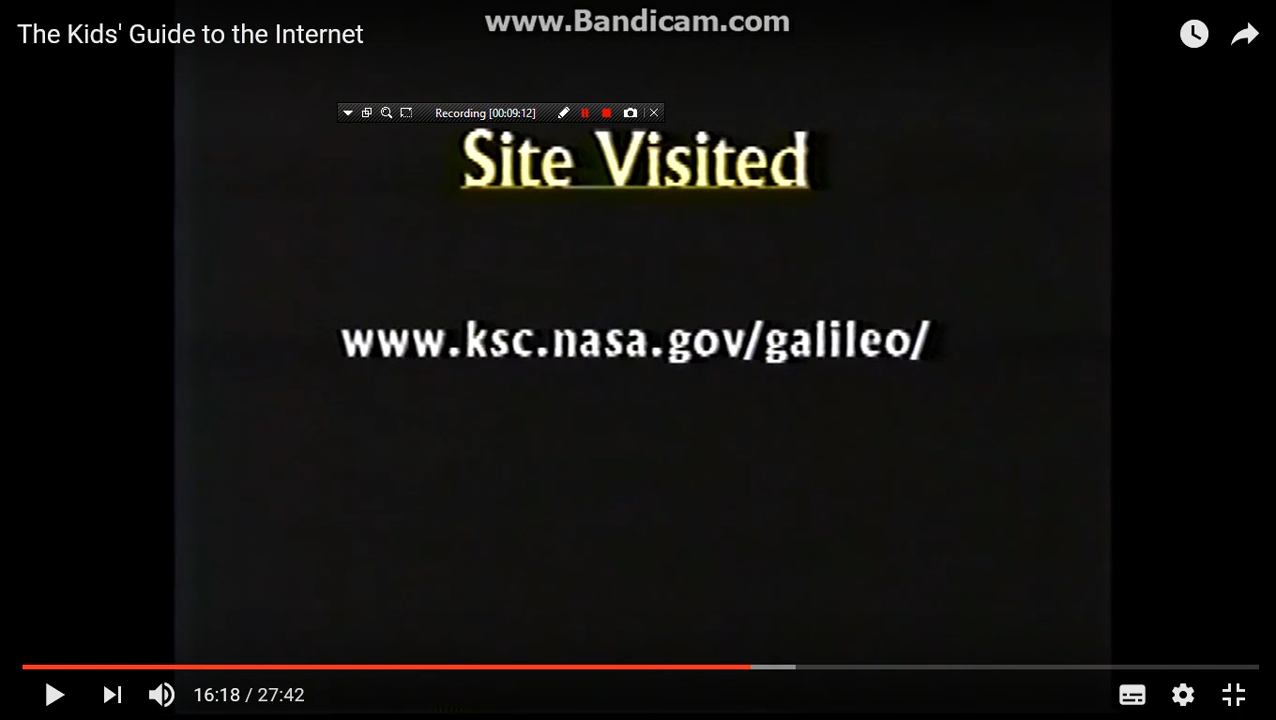 www.Bandicam.com
The Kids' Guide to the Internet
Recording [00:09:12]
Site Visited
www.ksc.nasa.gov/galileo/
16:18 / 27:42